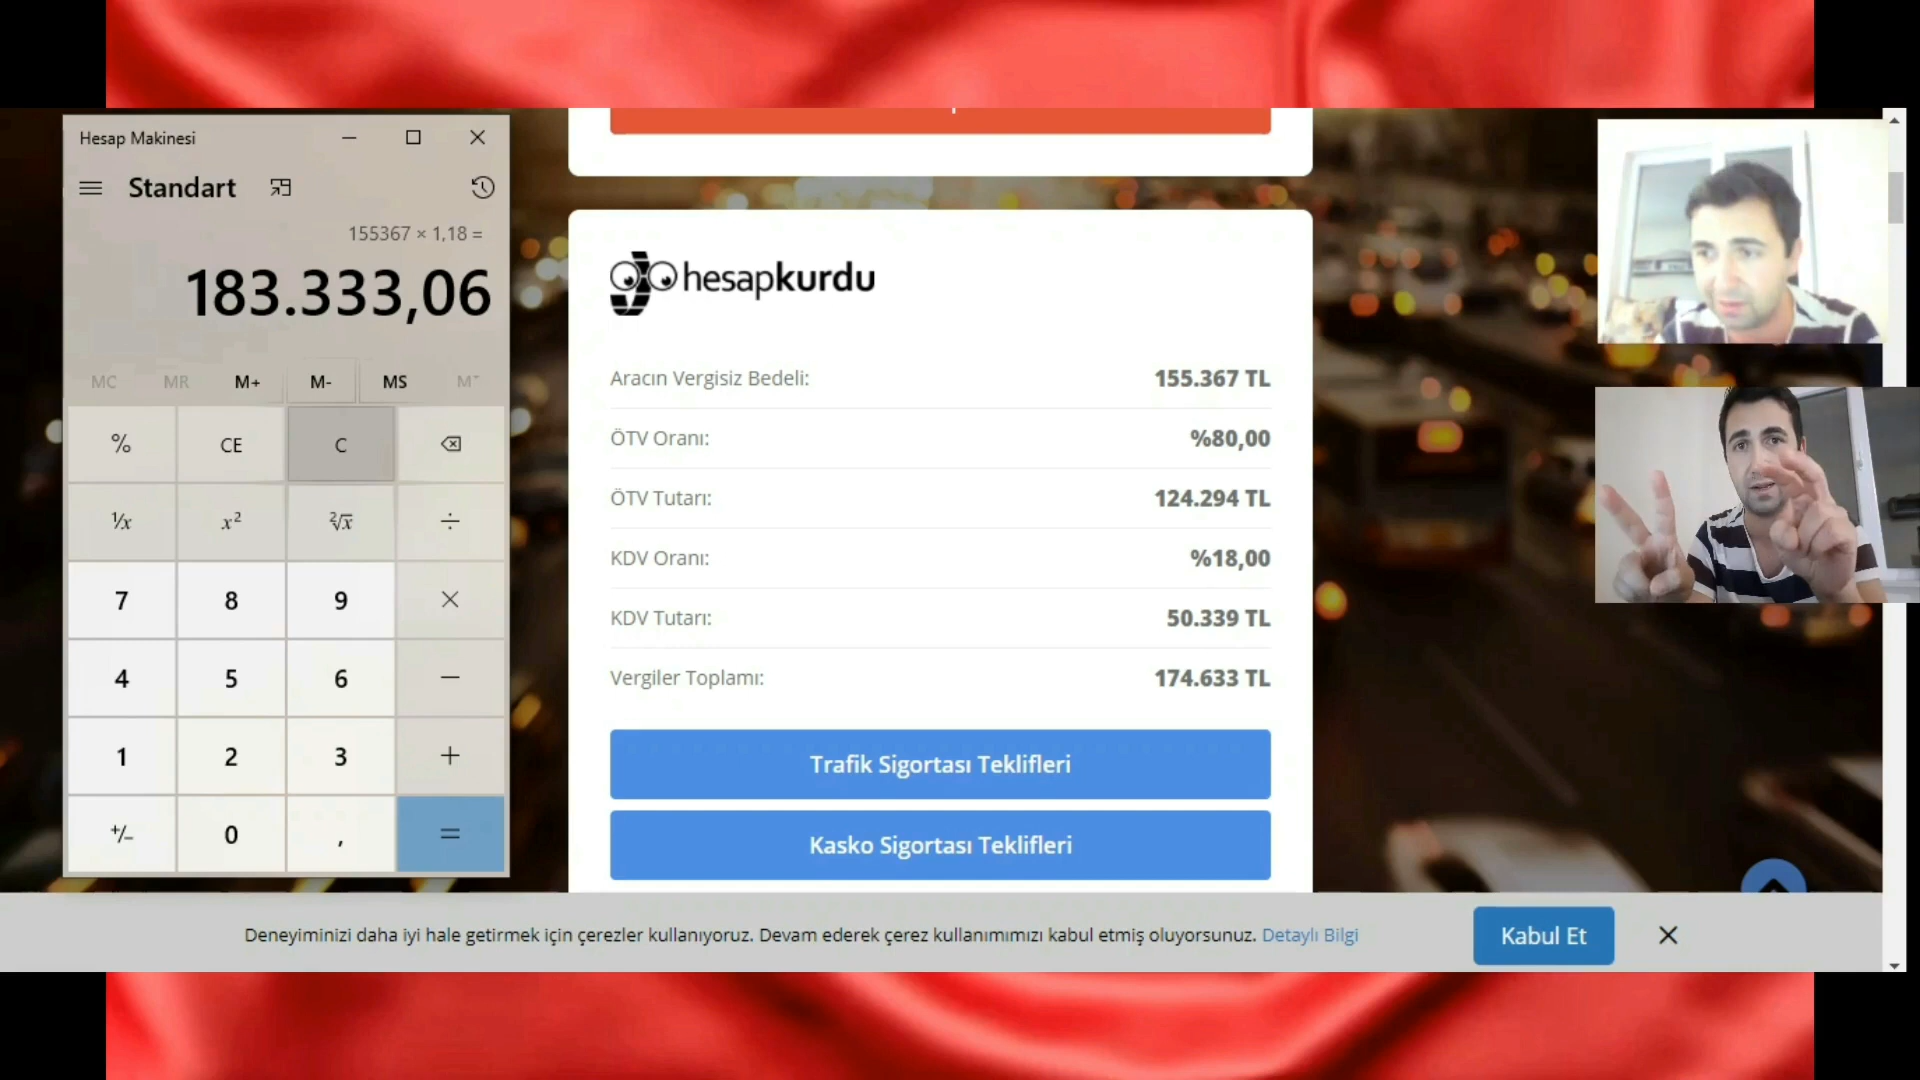 Hesap Makinesi
Standart
155367 × 1,18 =
183.333,06
MC MR M+ M- MS M˅
% CE C
¹/x x² ²√x ÷
7 8 9 ×
4 5 6 −
1 2 3 +
+/− 0 , =
hesapkurdu
Aracın Vergisiz Bedeli: 155.367 TL
ÖTV Oranı: %80,00
ÖTV Tutarı: 124.294 TL
KDV Oranı: %18,00
KDV Tutarı: 50.339 TL
Vergiler Toplamı: 174.633 TL
Trafik Sigortası Teklifleri
Kasko Sigortası Teklifleri
Deneyiminizi daha iyi hale getirmek için çerezler kullanıyoruz. Devam ederek çerez kullanımımızı kabul etmiş oluyorsunuz. Detaylı Bilgi
Kabul Et